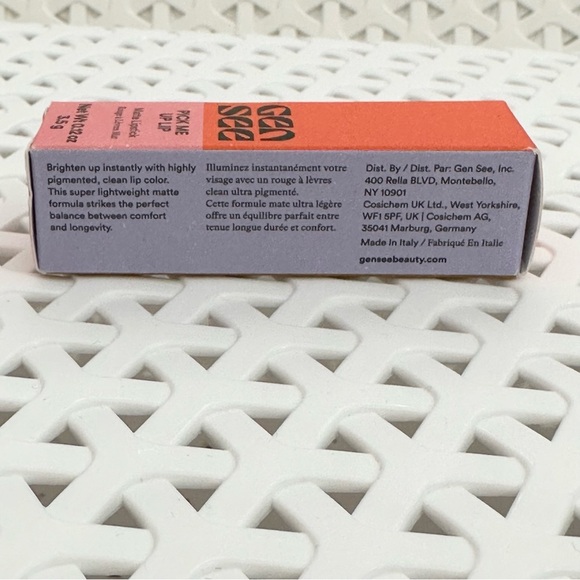 GEN
SEE
PICK ME
UP LIP
Matte Lipstick
Rouge à Lèvres Mat
Net Wt 0.12 oz
3.5 g
Brighten up instantly with highly
pigmented, clean lip color.
This super lightweight matte
formula strikes the perfect
balance between comfort
and longevity.
Illuminez instantanément votre
visage avec un rouge à lèvres
clean ultra pigmenté.
Cette formule mate ultra légère
offre un équilibre parfait entre
tenue longue durée et confort.
Dist. By / Dist. Par: Gen See, Inc.
400 Rella BLVD, Montebello,
NY 10901
Cosichem UK Ltd., West Yorkshire,
WF1 5PF, UK | Cosichem AG,
35041 Marburg, Germany
Made In Italy / Fabriqué En Italie
genseebeauty.com